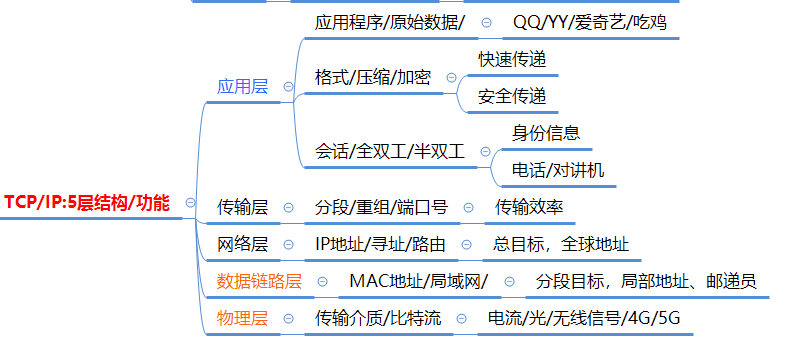 应用程序/原始数据/
QQ/YY/爱奇艺/吃鸡
快速传递
应用层
格式/压缩/加密
安全传递
身份信息
会话/全双工/半双工
电话/对讲机
TCP/IP:5层结构/功能
传输层
分段/重组/端口号
传输效率
网络层
IP地址/寻址/路由
总目标，全球地址
数据链路层
MAC地址/局域网/
分段目标，局部地址、邮递员
物理层
传输介质/比特流
电流/光/无线信号/4G/5G